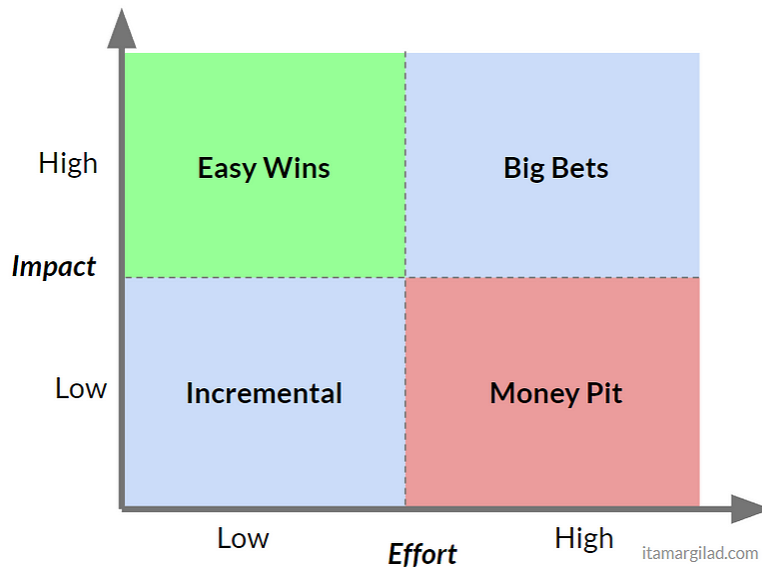 High
Easy Wins
Big Bets
Impact
Low
Incremental
Money Pit
Low
High
Effort
itamargilad.com